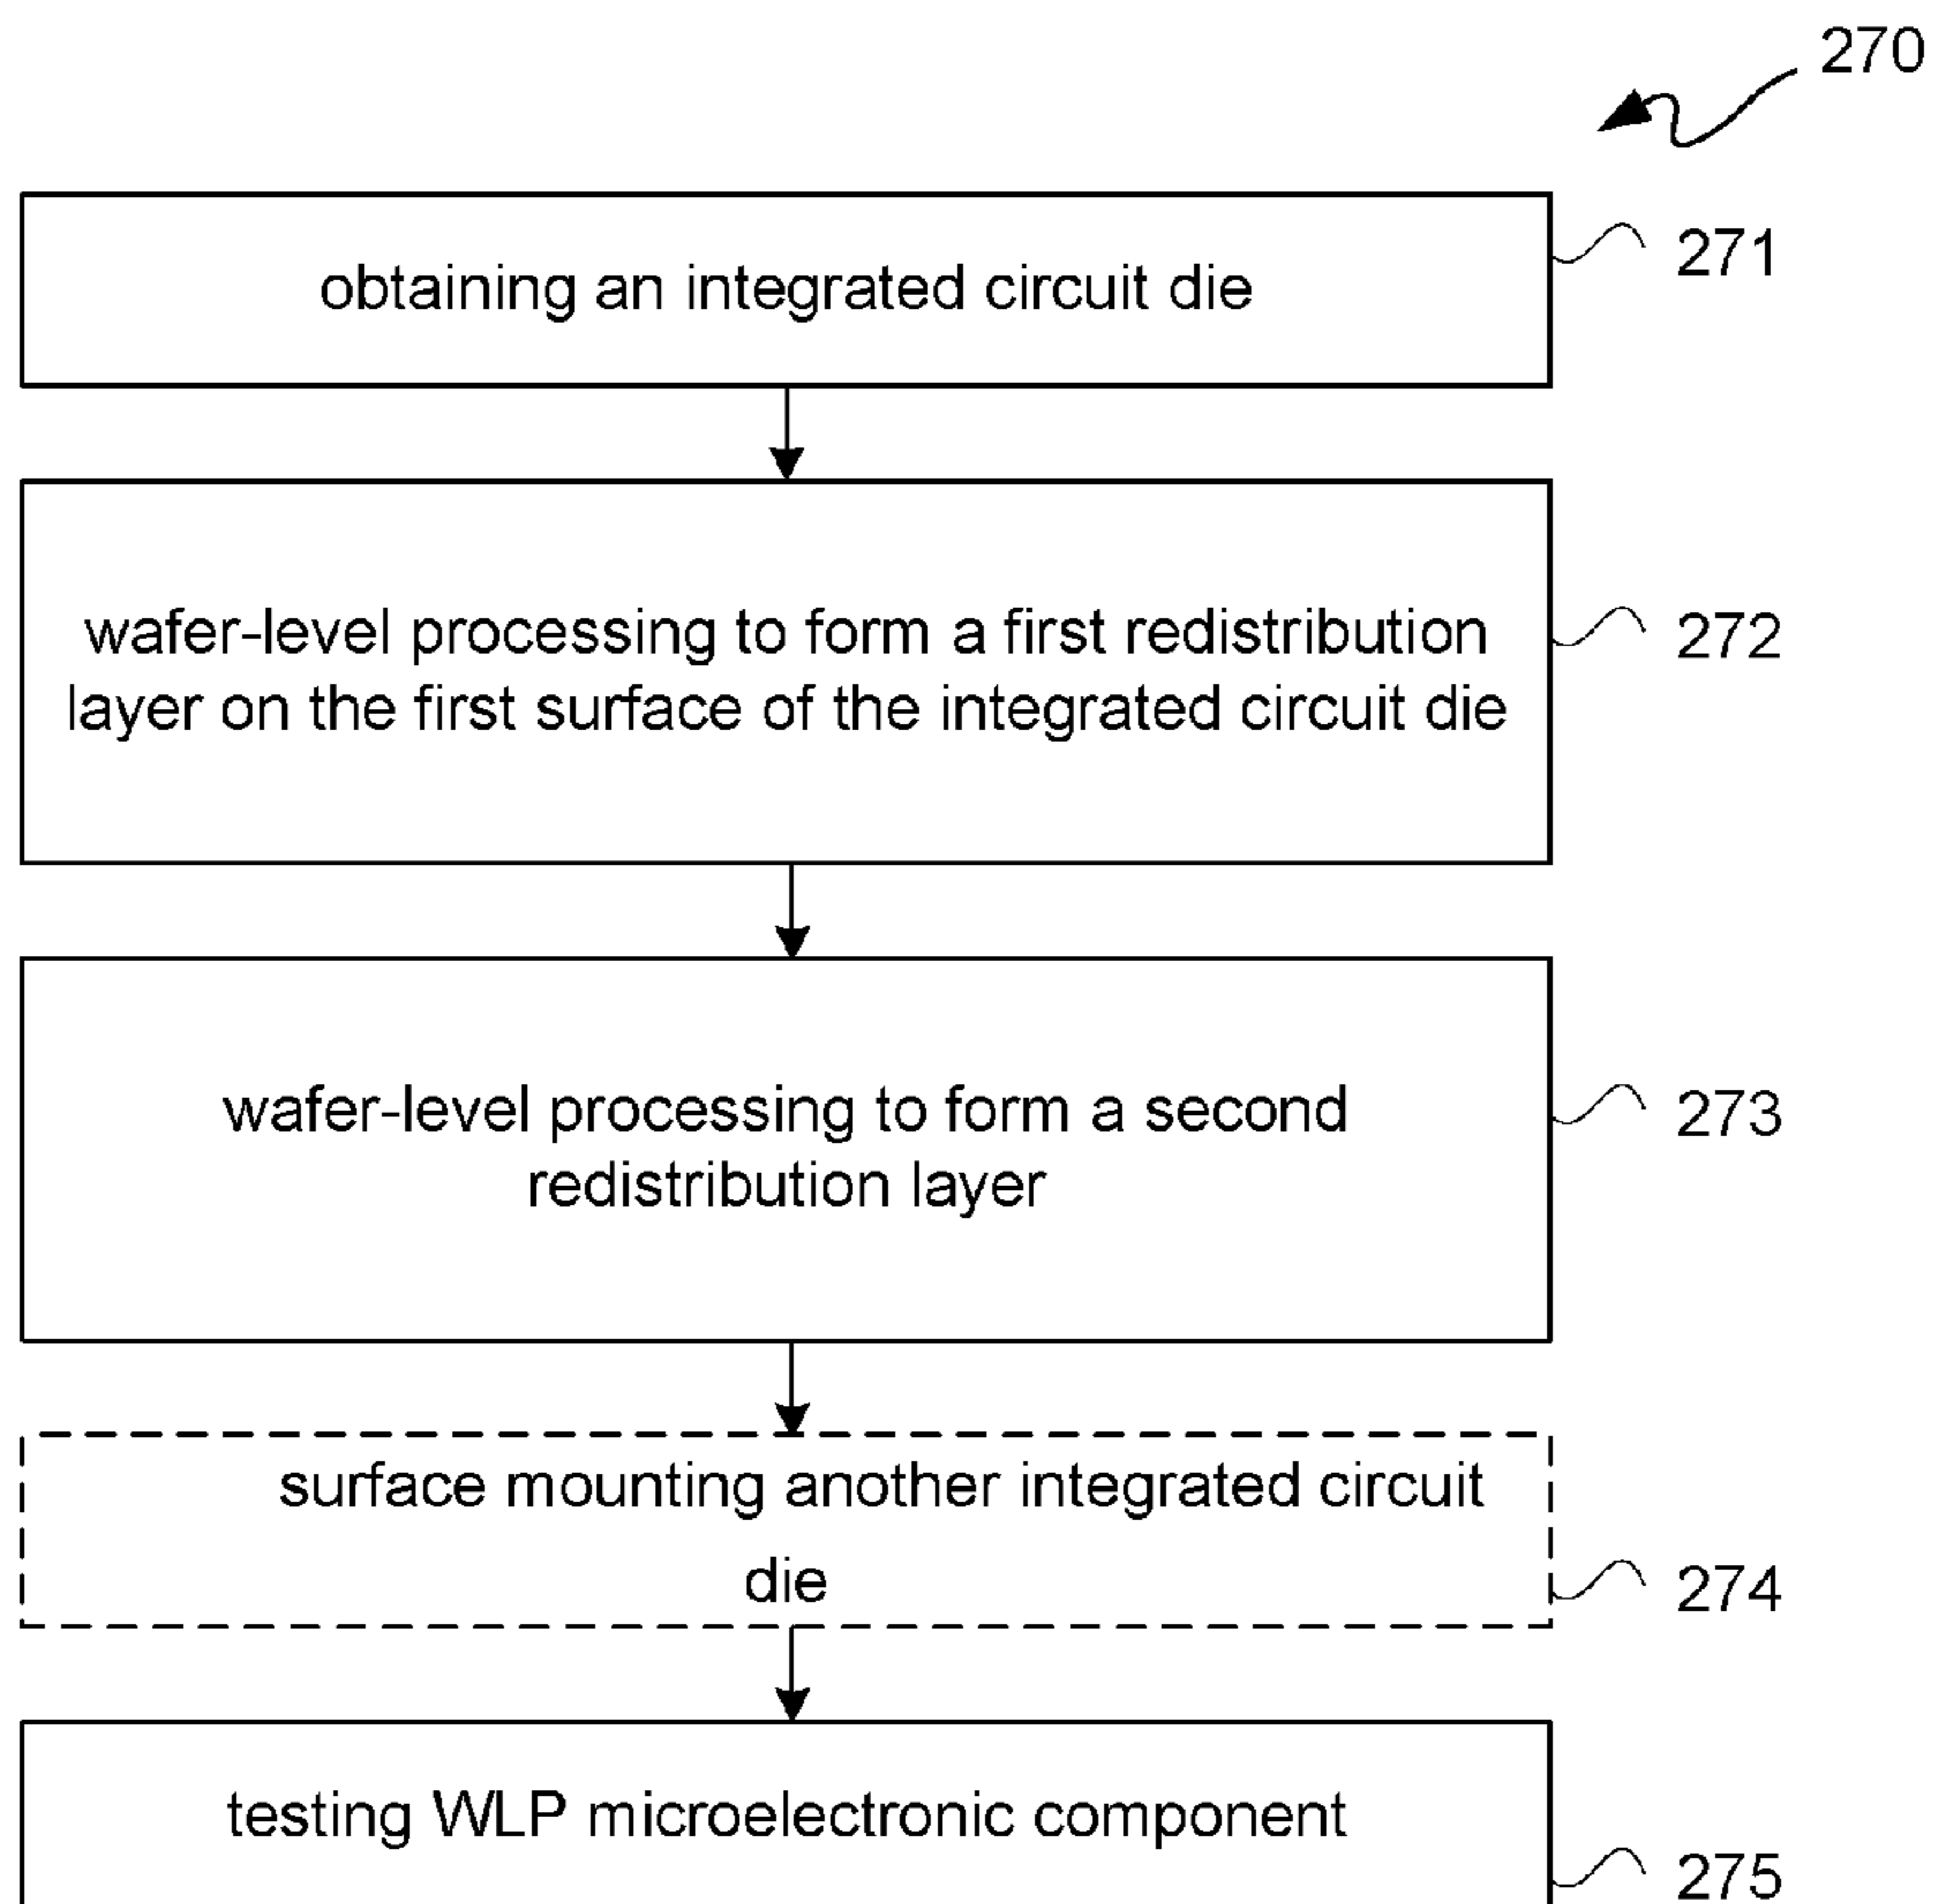 270
obtaining an integrated circuit die
271
wafer-level processing to form a first redistribution
layer on the first surface of the integrated circuit die
272
wafer-level processing to form a second
redistribution layer
273
surface mounting another integrated circuit
die
274
testing WLP microelectronic component
275